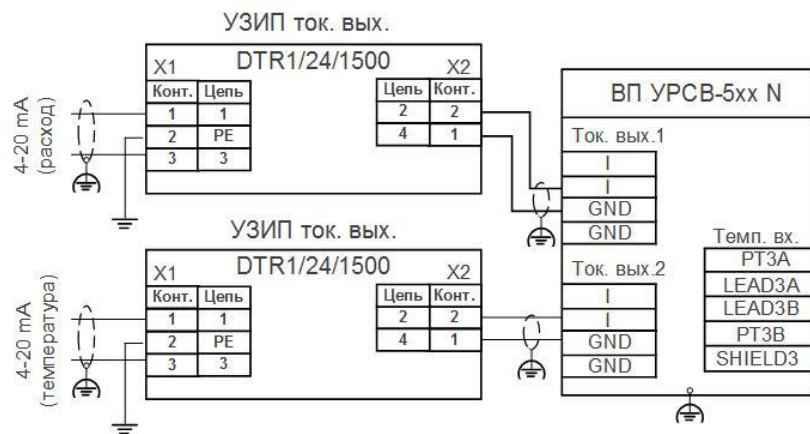 УЗИП ток. вых.
X1 DTR1/24/1500 X2
Конт. Цепь
1 1
2 PE
3 3
Цепь Конт.
2 2
4 1
4-20 mA
(расход)
УЗИП ток. вых.
X1 DTR1/24/1500 X2
Конт. Цепь
1 1
2 PE
3 3
Цепь Конт.
2 2
4 1
4-20 mA
(температура)
ВП УРСВ-5xx N
Ток. вых.1
I
I
GND
GND
Ток. вых.2
I
I
GND
GND
Темп. вх.
PT3A
LEAD3A
LEAD3B
PT3B
SHIELD3